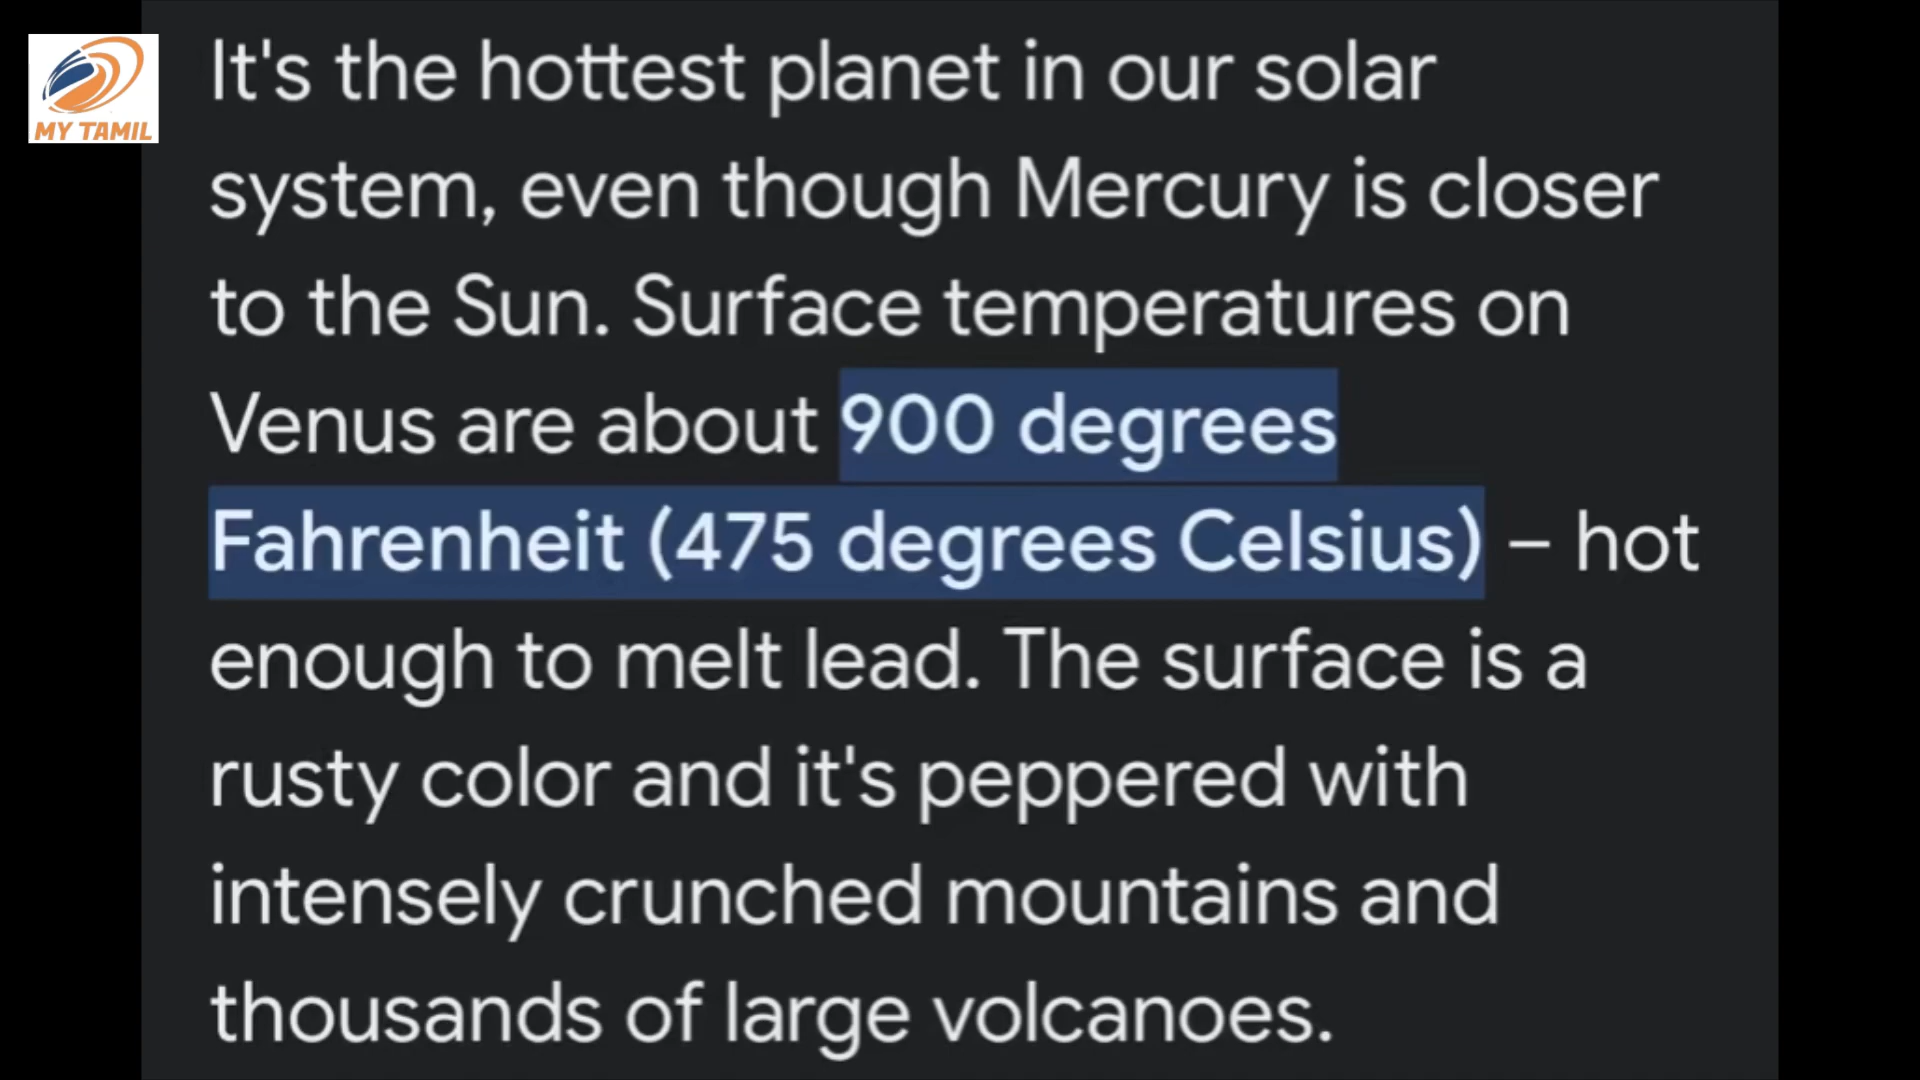 MY TAMIL
It's the hottest planet in our solar
system, even though Mercury is closer
to the Sun. Surface temperatures on
Venus are about 900 degrees
Fahrenheit (475 degrees Celsius) – hot
enough to melt lead. The surface is a
rusty color and it's peppered with
intensely crunched mountains and
thousands of large volcanoes.